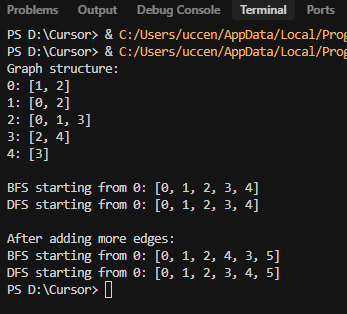 Problems Output Debug Console Terminal Ports
PS D:\Cursor> & C:/Users/uccen/AppData/Local/Prog
PS D:\Cursor> & C:/Users/uccen/AppData/Local/Prog
Graph structure:
0: [1, 2]
1: [0, 2]
2: [0, 1, 3]
3: [2, 4]
4: [3]
BFS starting from 0: [0, 1, 2, 3, 4]
DFS starting from 0: [0, 1, 2, 3, 4]
After adding more edges:
BFS starting from 0: [0, 1, 2, 4, 3, 5]
DFS starting from 0: [0, 1, 2, 3, 4, 5]
PS D:\Cursor>